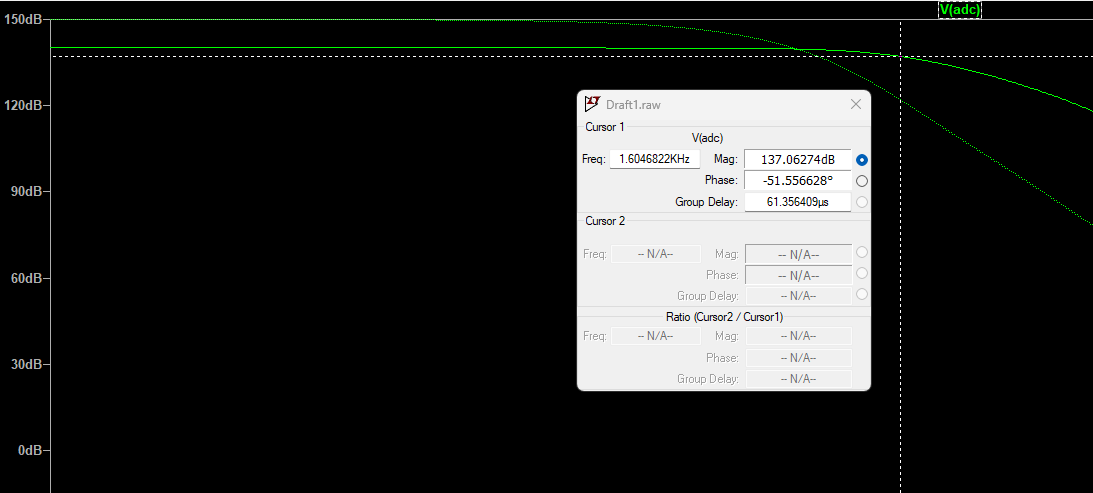 V(adc)
150dB
120dB
90dB
60dB
30dB
0dB
Draft1.raw
Cursor 1
V(adc)
Freq: 1.6046822KHz Mag: 137.06274dB
Phase: -51.556628°
Group Delay: 61.356409µs
Cursor 2
Freq: -- N/A-- Mag: -- N/A--
Phase: -- N/A--
Group Delay: -- N/A--
Ratio (Cursor2 / Cursor1)
Freq: -- N/A-- Mag: -- N/A--
Phase: -- N/A--
Group Delay: -- N/A--